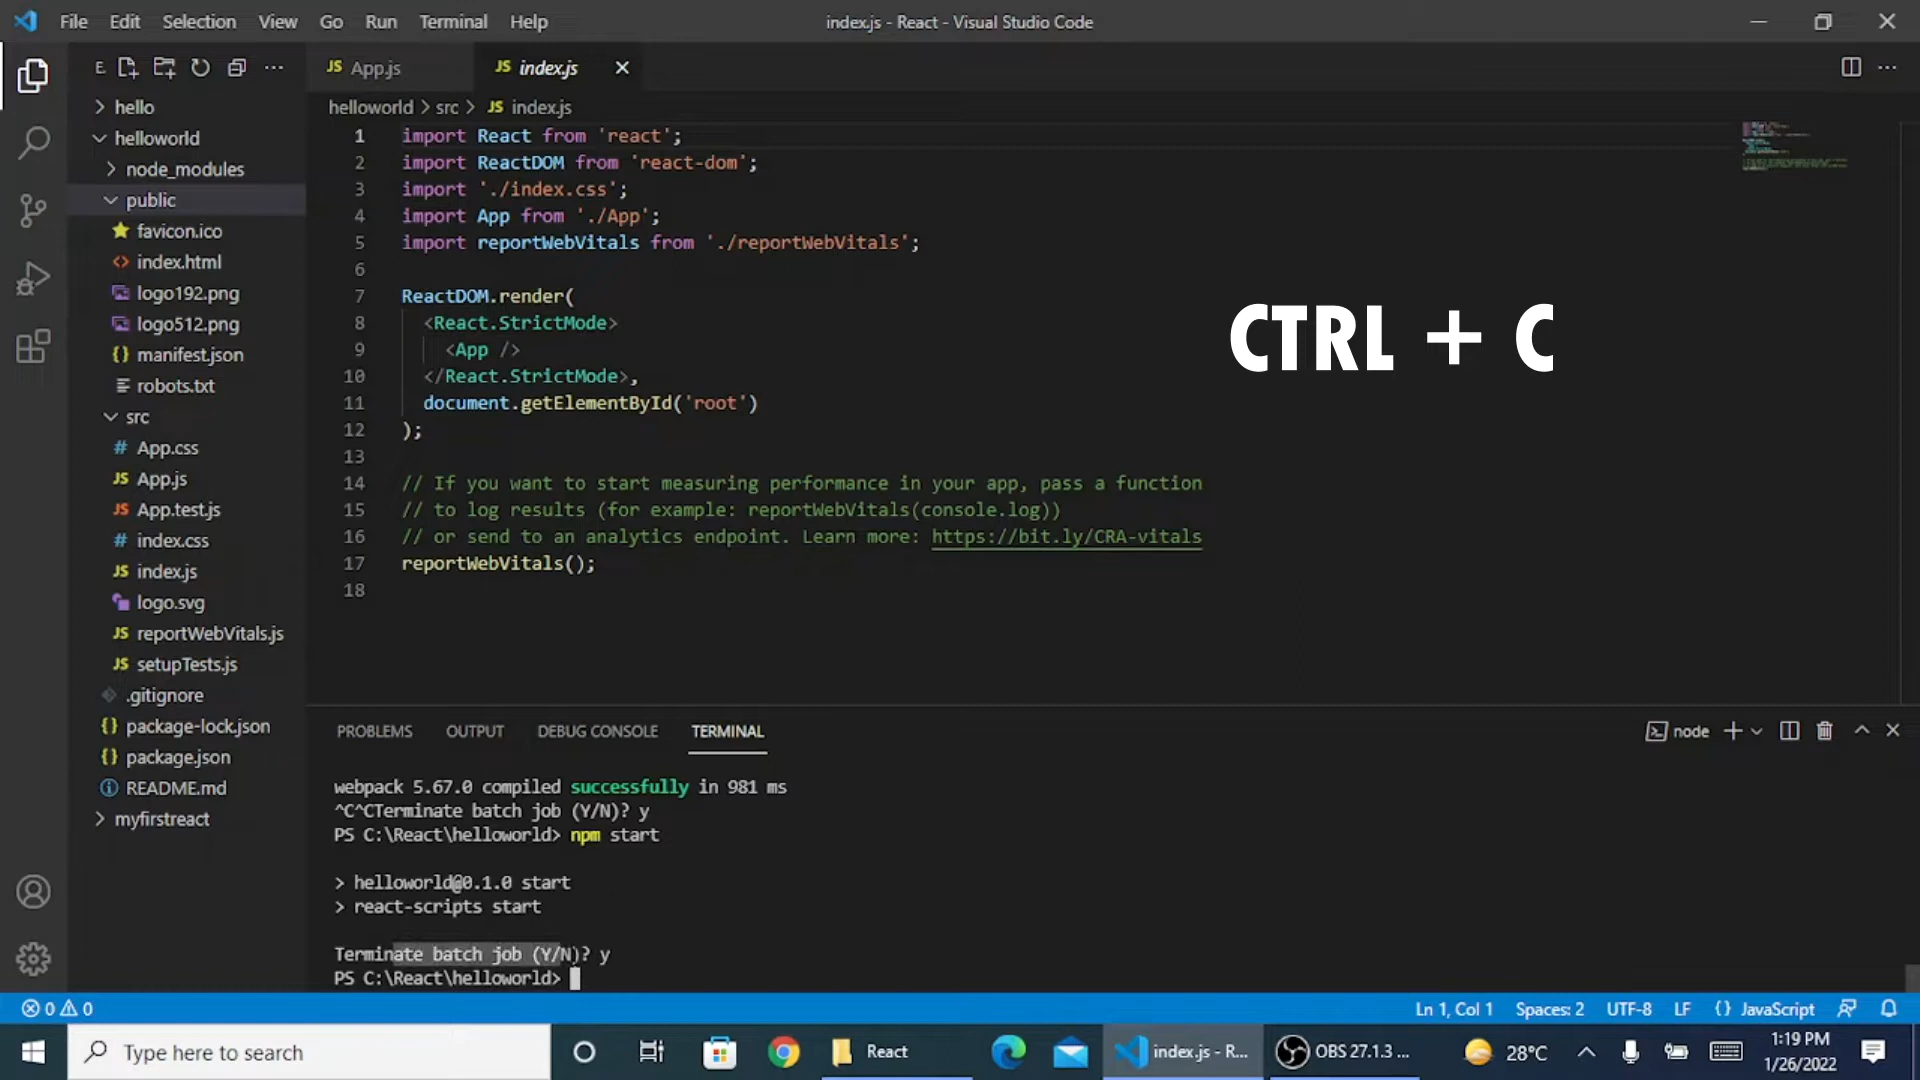 File Edit Selection View Go Run Terminal Help
index.js - React - Visual Studio Code
E
hello
helloworld
node_modules
public
favicon.ico
index.html
logo192.png
logo512.png
manifest.json
robots.txt
src
App.css
App.js
App.test.js
index.css
index.js
logo.svg
reportWebVitals.js
setupTests.js
.gitignore
package-lock.json
package.json
README.md
myfirstreact
JS App.js
JS index.js
helloworld > src > JS index.js
1 import React from 'react';
2 import ReactDOM from 'react-dom';
3 import './index.css';
4 import App from './App';
5 import reportWebVitals from './reportWebVitals';
6
7 ReactDOM.render(
8 <React.StrictMode>
9 <App />
10 </React.StrictMode>,
11 document.getElementById('root')
12 );
13
14 // If you want to start measuring performance in your app, pass a function
15 // to log results (for example: reportWebVitals(console.log))
16 // or send to an analytics endpoint. Learn more: https://bit.ly/CRA-vitals
17 reportWebVitals();
18
CTRL + C
PROBLEMS OUTPUT DEBUG CONSOLE TERMINAL
node
webpack 5.67.0 compiled successfully in 981 ms
^C^CTerminate batch job (Y/N)? y
PS C:\React\helloworld> npm start
> helloworld@0.1.0 start
> react-scripts start
Terminate batch job (Y/N)? y
PS C:\React\helloworld>
0 0
Ln 1, Col 1 Spaces: 2 UTF-8 LF {} JavaScript
Type here to search
React
index.js - R...
OBS 27.1.3 ...
28°C
1:19 PM
1/26/2022